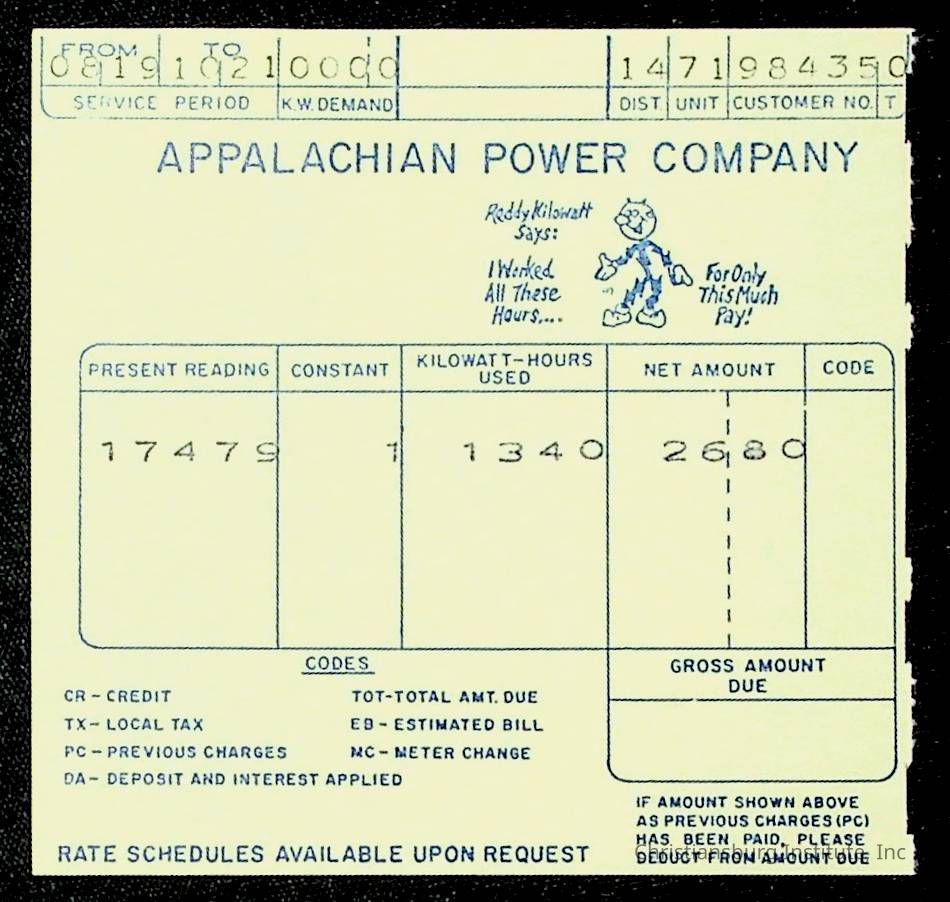 FROM TO
0819 1021 0000 14 71 984350
SERVICE PERIOD K.W. DEMAND DIST. UNIT CUSTOMER NO. T
APPALACHIAN POWER COMPANY
Reddy Kilowatt
Says:
I Worked
All These
Hours,...
For Only
This Much
Pay!
PRESENT READING CONSTANT KILOWATT-HOURS USED NET AMOUNT CODE
17479 1 1340 26 80
CODES
CR - CREDIT TOT-TOTAL AMT. DUE
TX - LOCAL TAX EB - ESTIMATED BILL
PC - PREVIOUS CHARGES MC - METER CHANGE
DA - DEPOSIT AND INTEREST APPLIED
GROSS AMOUNT
DUE
IF AMOUNT SHOWN ABOVE
AS PREVIOUS CHARGES (PC)
HAS BEEN PAID, PLEASE
DEDUCT FROM AMOUNT DUE
RATE SCHEDULES AVAILABLE UPON REQUEST
Christiansburg Institute, Inc